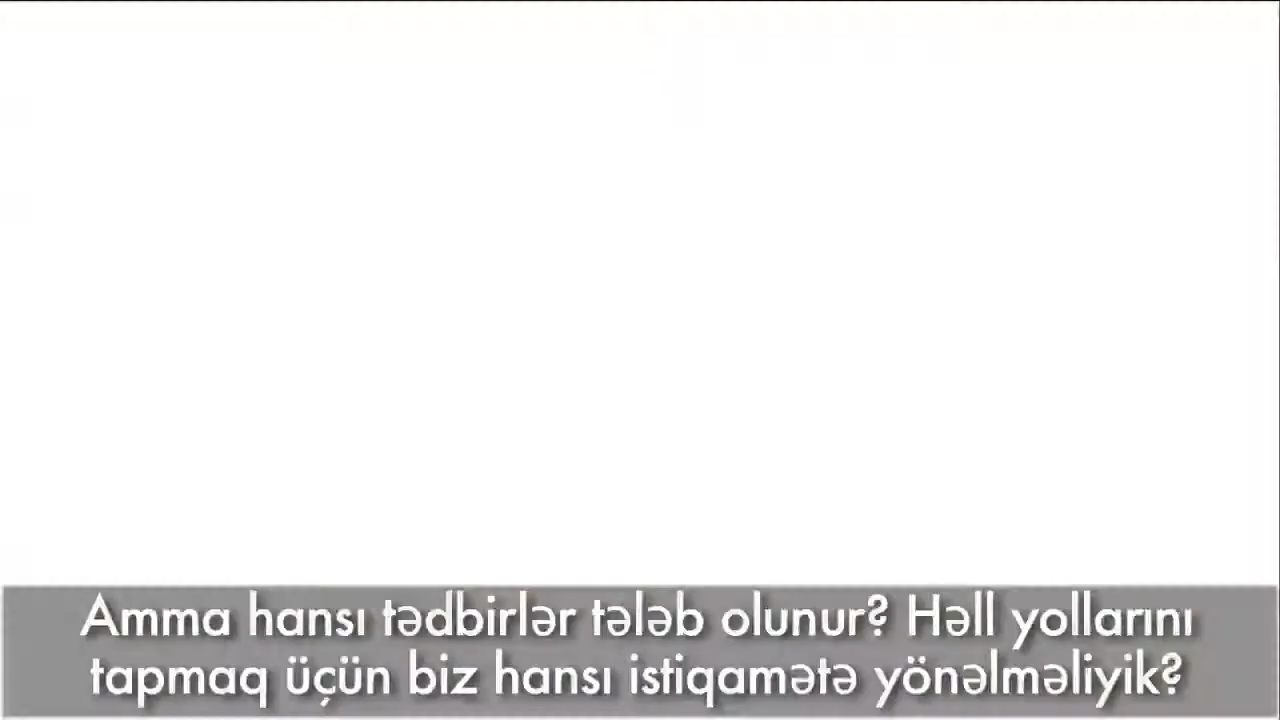 Amma hansı tədbirlər tələb olunur? Həll yollarını
tapmaq üçün biz hansı istiqamətə yönəlməliyik?